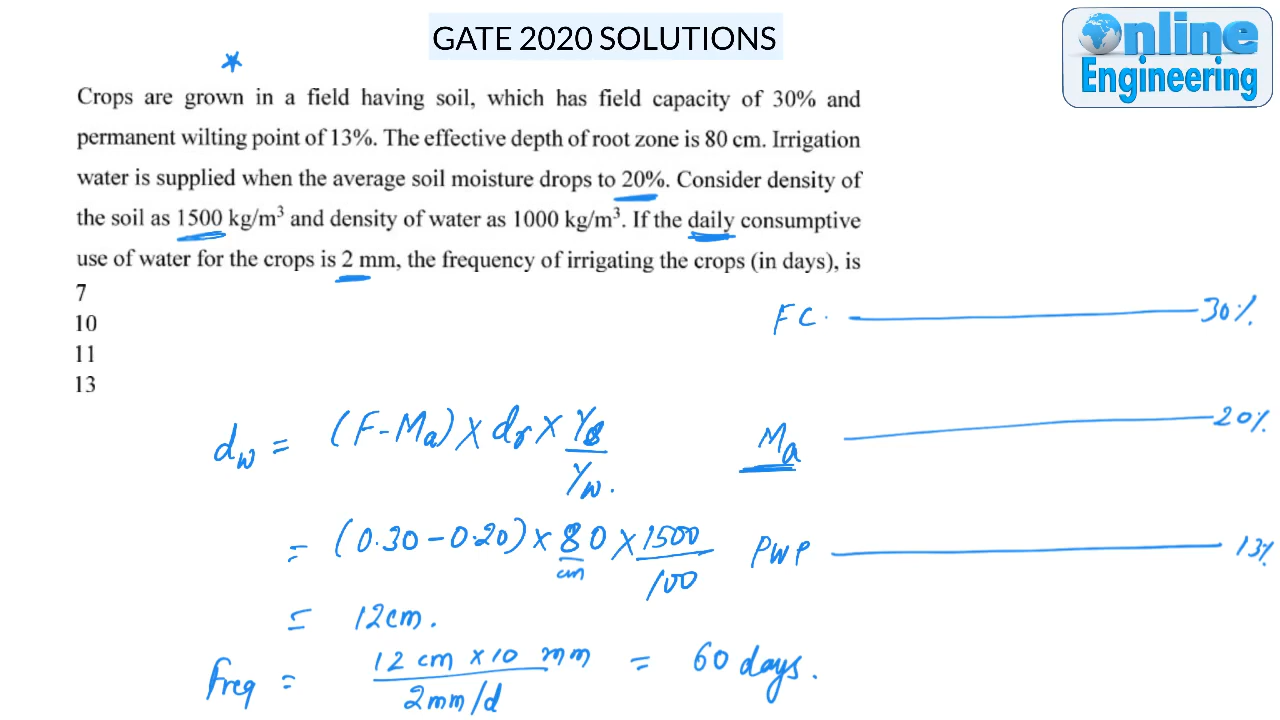 GATE 2020 SOLUTIONS
Online
Engineering
Crops are grown in a field having soil, which has field capacity of 30% and
permanent wilting point of 13%. The effective depth of root zone is 80 cm. Irrigation
water is supplied when the average soil moisture drops to 20%. Consider density of
the soil as 1500 kg/m³ and density of water as 1000 kg/m³. If the daily consumptive
use of water for the crops is 2 mm, the frequency of irrigating the crops (in days), is
7
10
11
13
FC. 30%
dw = (F-Ma) × dr × γs/γw.
Ma 20%
= (0.30 - 0.20) × 80 cm × 1500/100
PWP 13%
= 12cm.
Freq = 12 cm × 10 mm / 2mm/d = 60 days.